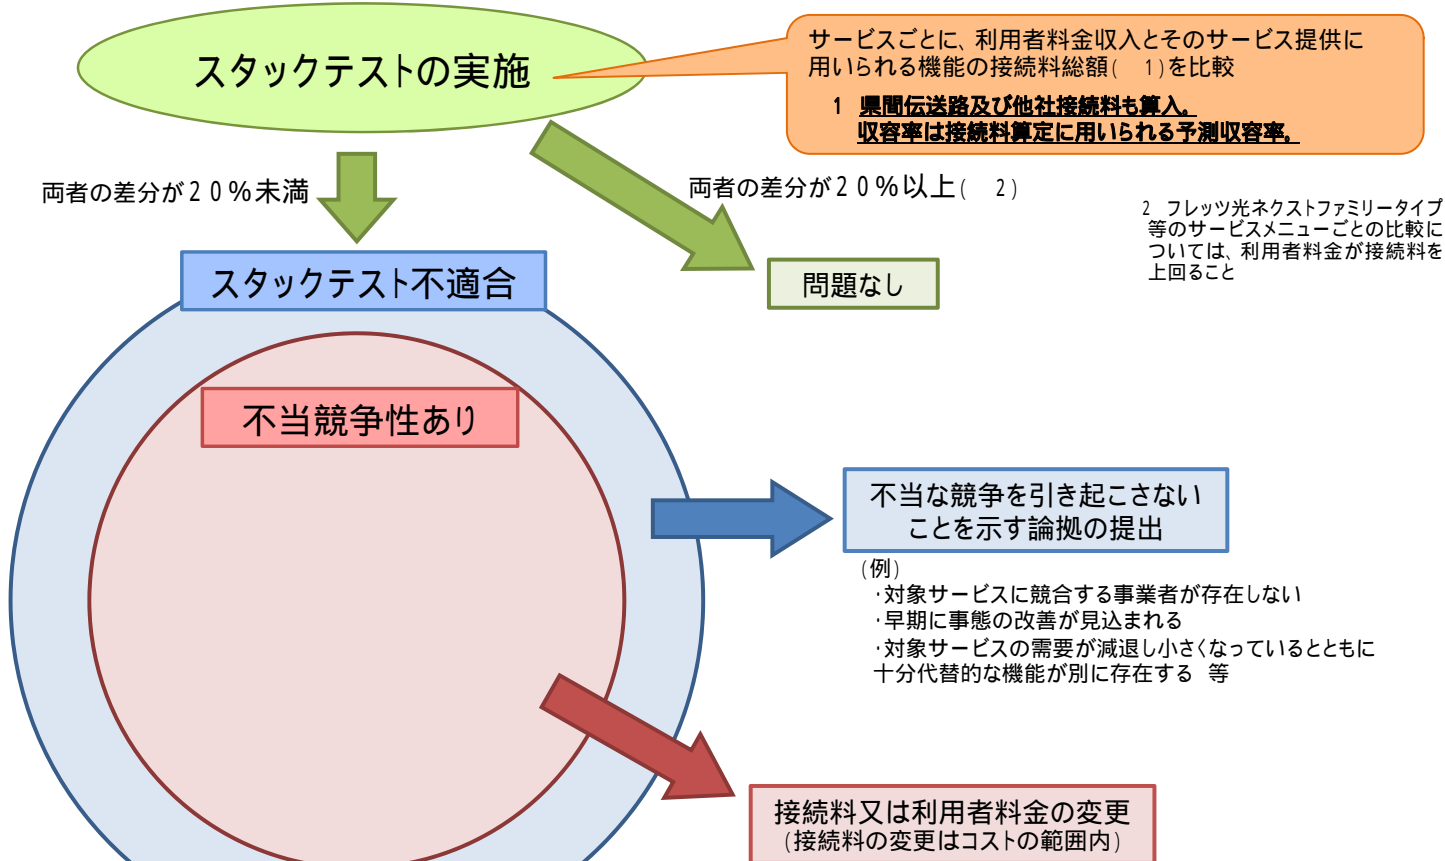 スタックテストの実施
サービスごとに、利用者料金収入とそのサービス提供に
用いられる機能の接続料総額( 1)を比較
1 県間伝送路及び他社接続料も算入。
収容率は接続料算定に用いられる予測収容率。
両者の差分が20%未満
両者の差分が20%以上( 2)
2 フレッツ光ネクストファミリータイプ
等のサービスメニューごとの比較に
ついては、利用者料金が接続料を
上回ること
スタックテスト不適合
問題なし
不当競争性あり
不当な競争を引き起こさない
ことを示す論拠の提出
(例)
・対象サービスに競合する事業者が存在しない
・早期に事態の改善が見込まれる
・対象サービスの需要が減退し小さくなっているとともに
十分代替的な機能が別に存在する 等
接続料又は利用者料金の変更
(接続料の変更はコストの範囲内)